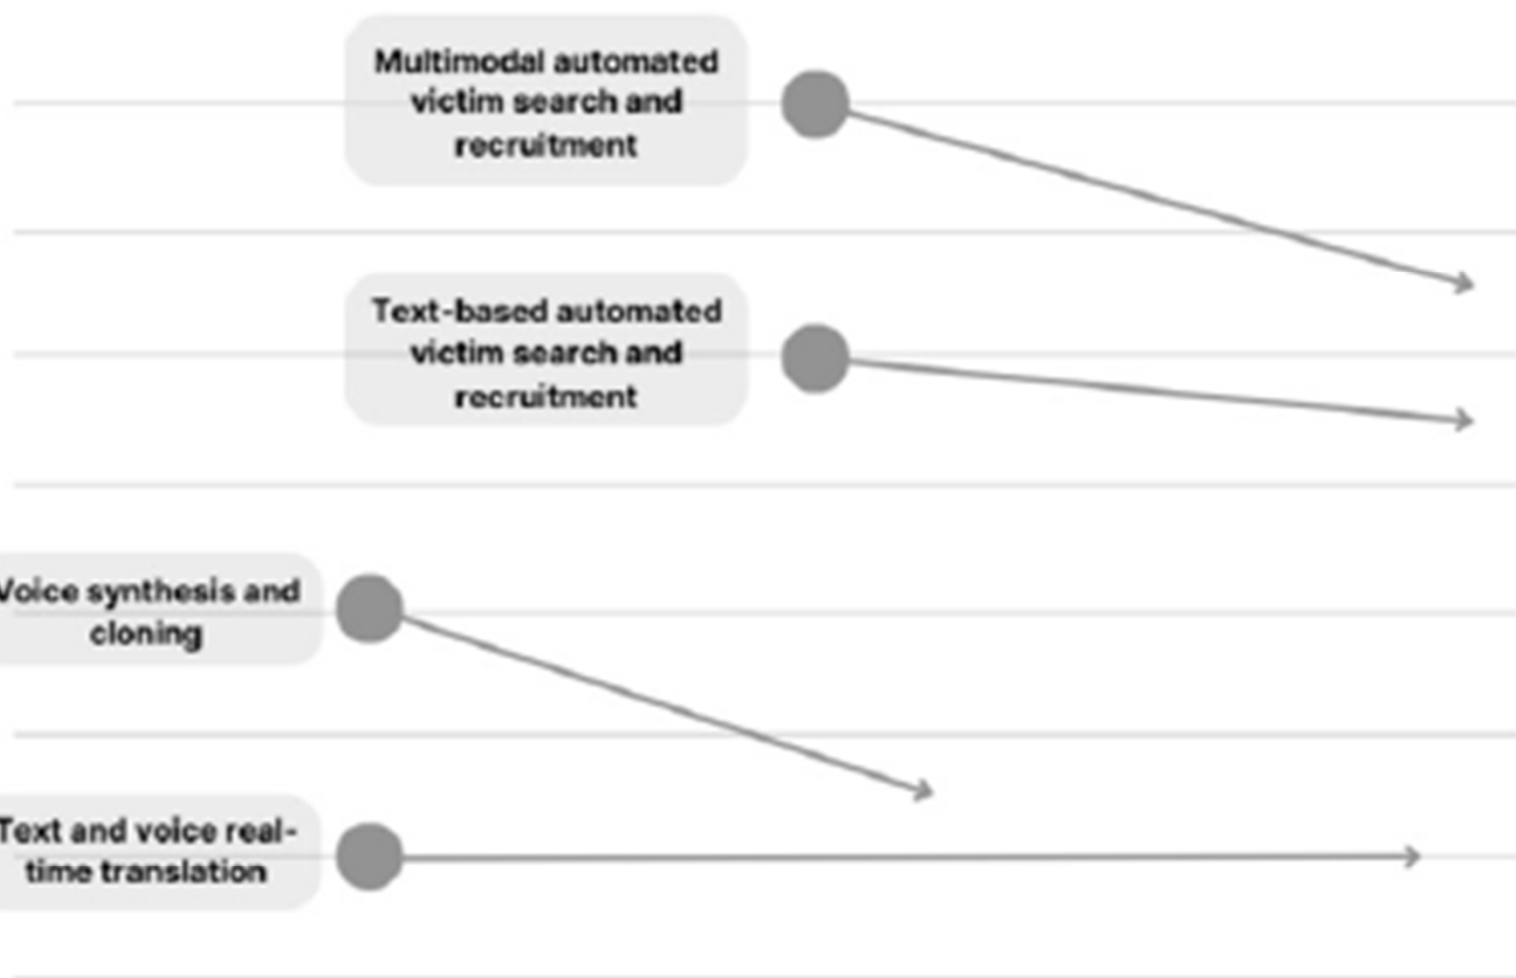 Multimodal automated
victim search and
recruitment
Text-based automated
victim search and
recruitment
Voice synthesis and
cloning
Text and voice real-
time translation